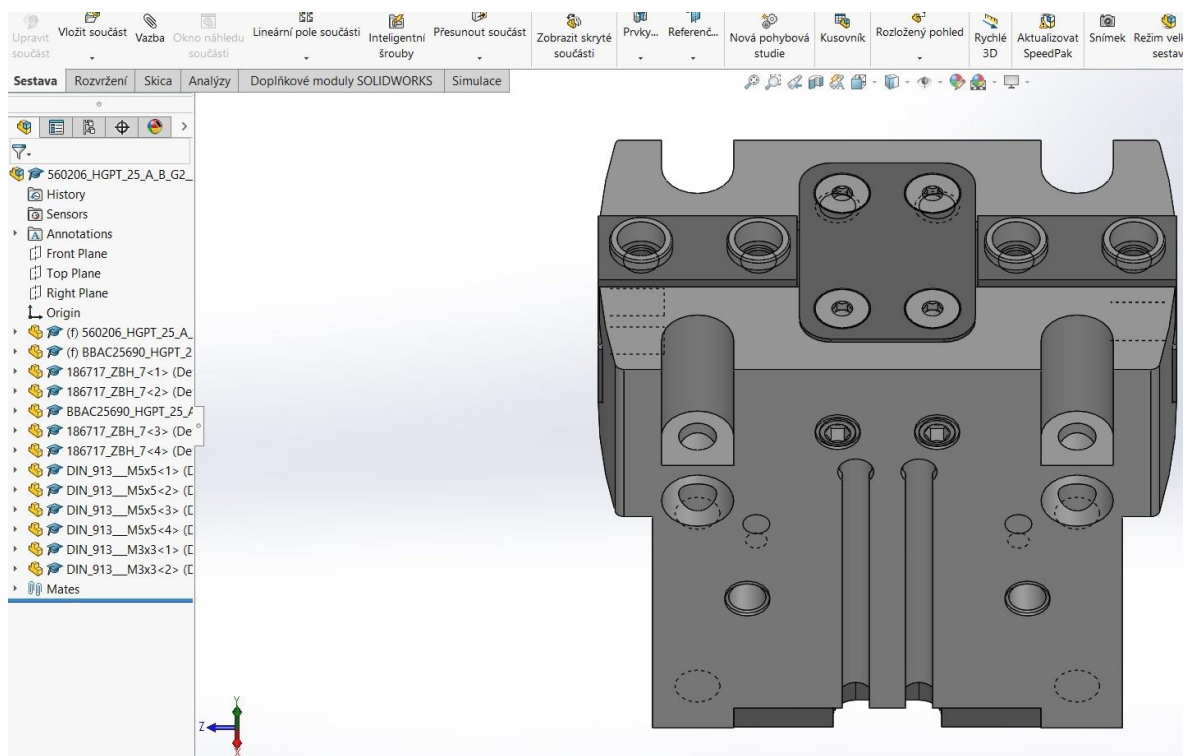 Upravit součást
Vložit součást
Vazba
Okno náhledu součásti
Lineární pole součásti
Inteligentní šrouby
Přesunout součást
Zobrazit skryté součásti
Prvky...
Referenč...
Nová pohybová studie
Kusovník
Rozložený pohled
Rychlé 3D
Aktualizovat SpeedPak
Snímek
Režim velk
sestav
Sestava
Rozvržení
Skica
Analýzy
Doplňkové moduly SOLIDWORKS
Simulace
560206_HGPT_25_A_B_G2_
History
Sensors
Annotations
Front Plane
Top Plane
Right Plane
Origin
(f) 560206_HGPT_25_A_
(f) BBAC25690_HGPT_2
186717_ZBH_7<1> (De
186717_ZBH_7<2> (De
BBAC25690_HGPT_25_A
186717_ZBH_7<3> (De
186717_ZBH_7<4> (De
DIN_913__M5x5<1> (D
DIN_913__M5x5<2> (D
DIN_913__M5x5<3> (D
DIN_913__M5x5<4> (D
DIN_913__M3x3<1> (D
DIN_913__M3x3<2> (D
Mates
Y
Z
X